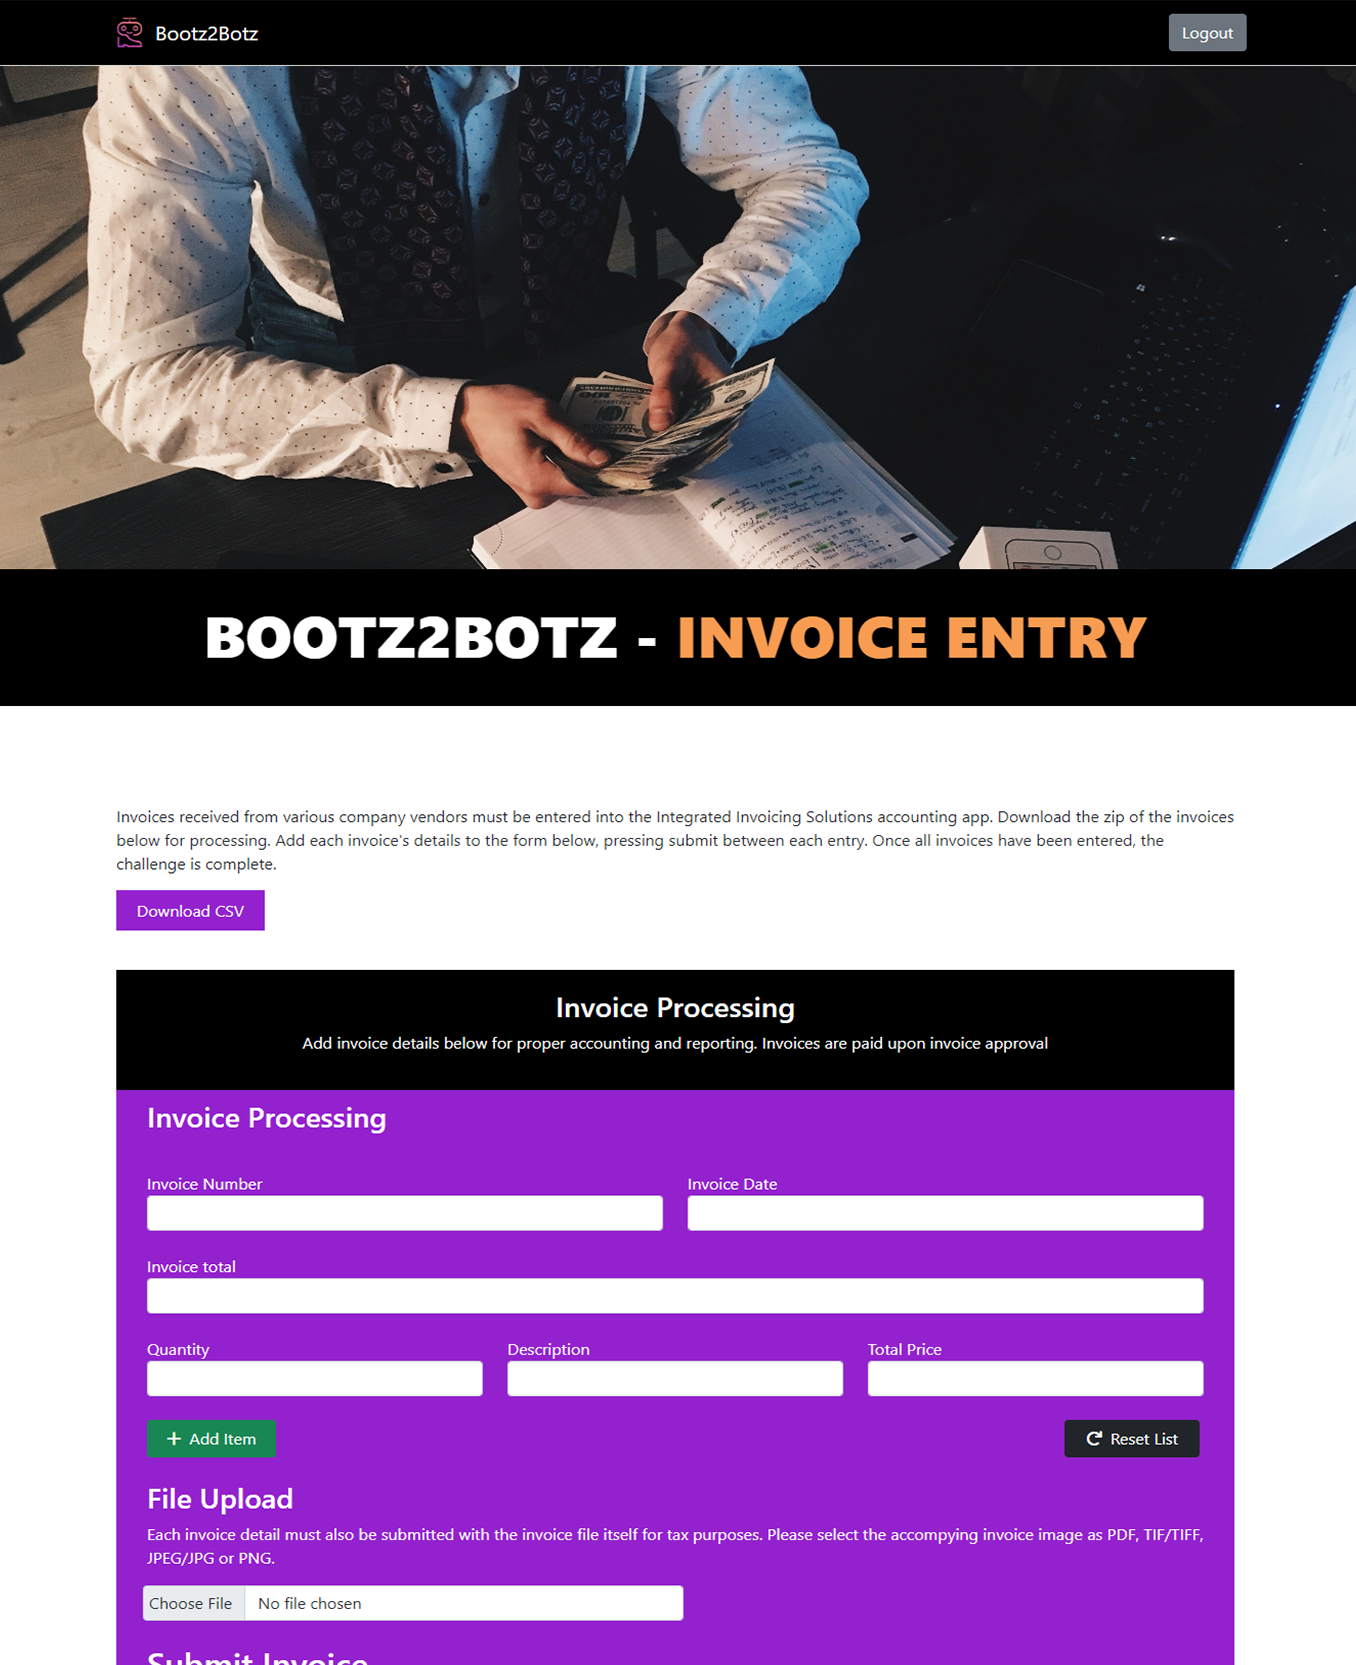 Bootz2Botz
Logout
BOOTZ2BOTZ - INVOICE ENTRY
Invoices received from various company vendors must be entered into the Integrated Invoicing Solutions accounting app. Download the zip of the invoices
below for processing. Add each invoice's details to the form below, pressing submit between each entry. Once all invoices have been entered, the
challenge is complete.
Download CSV
Invoice Processing
Add invoice details below for proper accounting and reporting. Invoices are paid upon invoice approval
Invoice Processing
Invoice Number
Invoice Date
Invoice total
Quantity
Description
Total Price
Add Item
Reset List
File Upload
Each invoice detail must also be submitted with the invoice file itself for tax purposes. Please select the accompying invoice image as PDF, TIF/TIFF,
JPEG/JPG or PNG.
Choose File
No file chosen
Submit Invoice